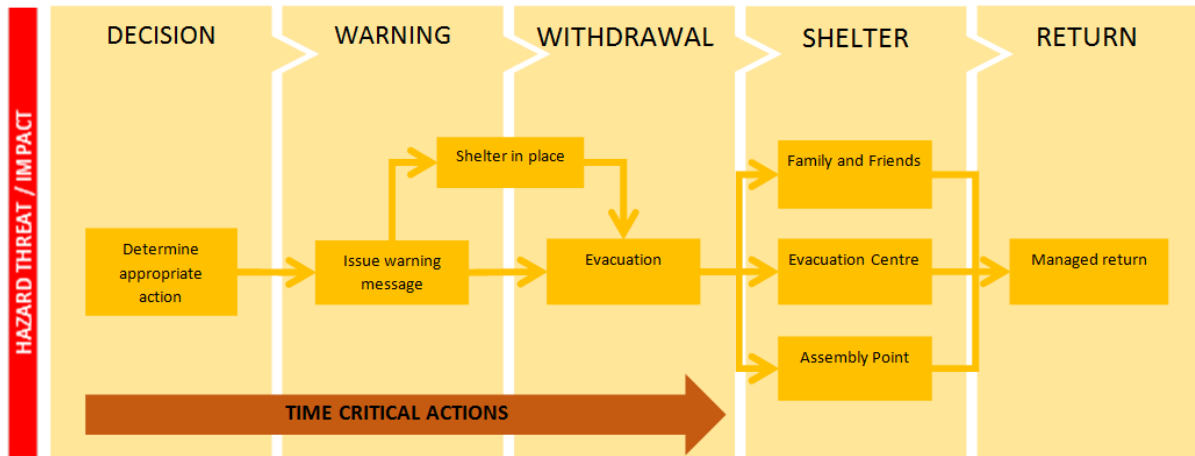 HAZARD THREAT / IMPACT
DECISION
WARNING
WITHDRAWAL
SHELTER
RETURN
Shelter in place
Family and Friends
Determine
appropriate
action
Issue warning
message
Evacuation
Evacuation Centre
Managed return
Assembly Point
TIME CRITICAL ACTIONS